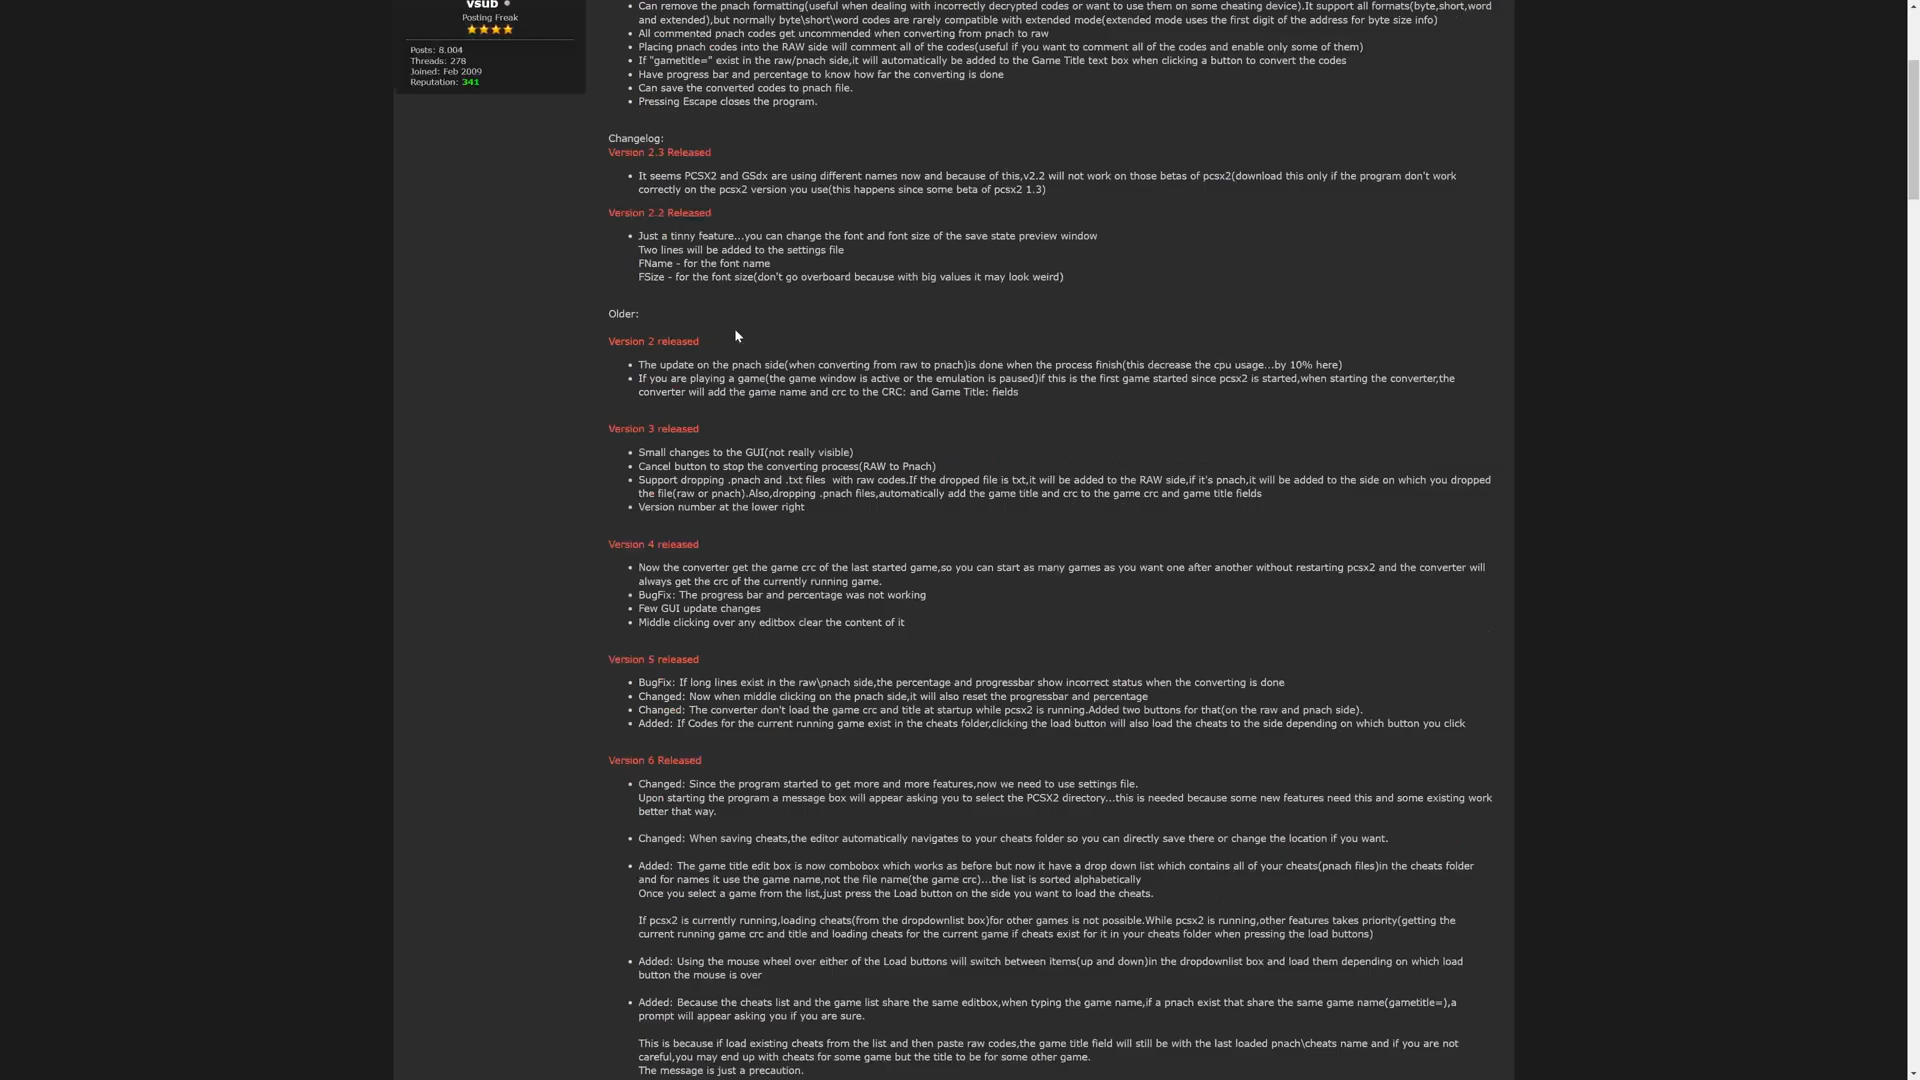 vsub
Posting Freak
Posts: 8.004
Threads: 278
Joined: Feb 2009
Reputation: 341
Can remove the pnach formatting(useful when dealing with incorrectly decrypted codes or want to use them on some cheating device).It support all formats(byte,short,word
and extended),but normally byte\short\word codes are rarely compatible with extended mode(extended mode uses the first digit of the address for byte size info)
All commented pnach codes get uncommented when converting from pnach to raw
Placing pnach codes into the RAW side will comment all of the codes(useful if you want to comment all of the codes and enable only some of them)
If "gametitle=" exist in the raw/pnach side,it will automatically be added to the Game Title text box when clicking a button to convert the codes
Have progress bar and percentage to know how far the converting is done
Can save the converted codes to pnach file.
Pressing Escape closes the program.
Changelog:
Version 2.3 Released
It seems PCSX2 and GSdx are using different names now and because of this,v2.2 will not work on those betas of pcsx2(download this only if the program don't work
correctly on the pcsx2 version you use(this happens since some beta of pcsx2 1.3)
Version 2.2 Released
Just a tinny feature...you can change the font and font size of the save state preview window
Two lines will be added to the settings file
FName - for the font name
FSize - for the font size(don't go overboard because with big values it may look weird)
Older:
Version 2 released
The update on the pnach side(when converting from raw to pnach)is done when the process finish(this decrease the cpu usage...by 10% here)
If you are playing a game(the game window is active or the emulation is paused)if this is the first game started since pcsx2 is started,when starting the converter,the
converter will add the game name and crc to the CRC: and Game Title: fields
Version 3 released
Small changes to the GUI(not really visible)
Cancel button to stop the converting process(RAW to Pnach)
Support dropping .pnach and .txt files  with raw codes.If the dropped file is txt,it will be added to the RAW side,if it's pnach,it will be added to the side on which you dropped
the file(raw or pnach).Also,dropping .pnach files,automatically add the game title and crc to the game crc and game title fields
Version number at the lower right
Version 4 released
Now the converter get the game crc of the last started game,so you can start as many games as you want one after another without restarting pcsx2 and the converter will
always get the crc of the currently running game.
BugFix: The progress bar and percentage was not working
Few GUI update changes
Middle clicking over any editbox clear the content of it
Version 5 released
BugFix: If long lines exist in the raw\pnach side,the percentage and progressbar show incorrect status when the converting is done
Changed: Now when middle clicking on the pnach side,it will also reset the progressbar and percentage
Changed: The converter don't load the game crc and title at startup while pcsx2 is running.Added two buttons for that(on the raw and pnach side).
Added: If Codes for the current running game exist in the cheats folder,clicking the load button will also load the cheats to the side depending on which button you click
Version 6 Released
Changed: Since the program started to get more and more features,now we need to use settings file.
Upon starting the program a message box will appear asking you to select the PCSX2 directory...this is needed because some new features need this and some existing work
better that way.
Changed: When saving cheats,the editor automatically navigates to your cheats folder so you can directly save there or change the location if you want.
Added: The game title edit box is now combobox which works as before but now it have a drop down list which contains all of your cheats(pnach files)in the cheats folder
and for names it use the game name,not the file name(the game crc)...the list is sorted alphabetically
Once you select a game from the list,just press the Load button on the side you want to load the cheats.
If pcsx2 is currently running,loading cheats(from the dropdownlist box)for other games is not possible.While pcsx2 is running,other features takes priority(getting the
current running game crc and title and loading cheats for the current game if cheats exist for it in your cheats folder when pressing the load buttons)
Added: Using the mouse wheel over either of the Load buttons will switch between items(up and down)in the dropdownlist box and load them depending on which load
button the mouse is over
Added: Because the cheats list and the game list share the same editbox,when typing the game name,if a pnach exist that share the same game name(gametitle=),a
prompt will appear asking you if you are sure.
This is because if load existing cheats from the list and then paste raw codes,the game title field will still be with the last loaded pnach\cheats name and if you are not
careful,you may end up with cheats for some game but the title to be for some other game.
The message is just a precaution.